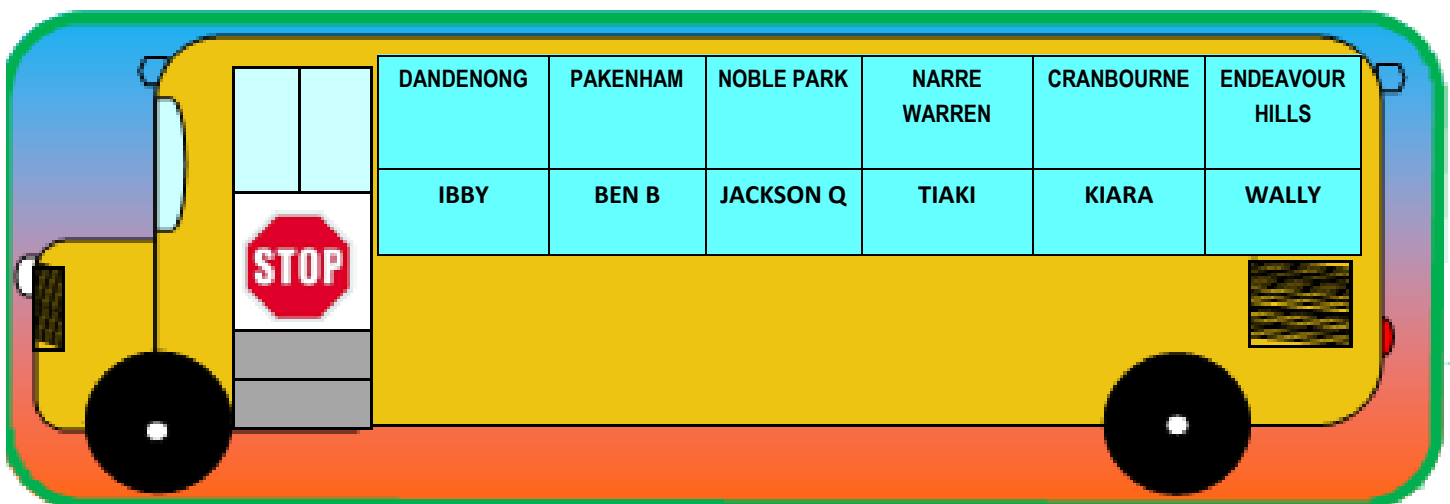 DANDENONG PAKENHAM NOBLE PARK NARRE WARREN CRANBOURNE ENDEAVOUR HILLS
IBBY BEN B JACKSON Q TIAKI KIARA WALLY
STOP